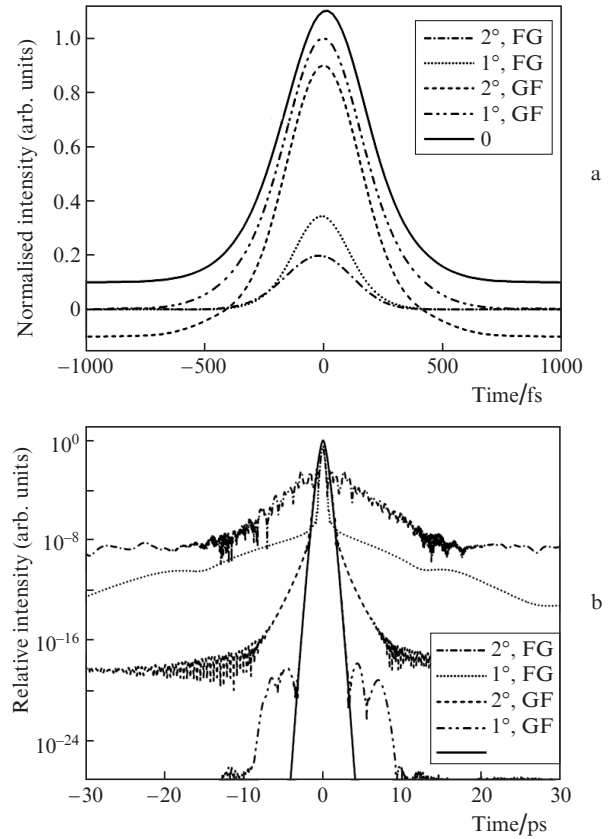 Normalised intensity (arb. units)
1.0
0.8
0.6
0.4
0.2
0
2°, FG
1°, FG
2°, GF
1°, GF
0
a
−1000
−500
0
500
1000
Time/fs
Relative intensity (arb. units)
10⁰
10⁻⁸
10⁻¹⁶
10⁻²⁴
2°, FG
1°, FG
2°, GF
1°, GF
b
−30
−20
−10
0
10
20
30
Time/ps